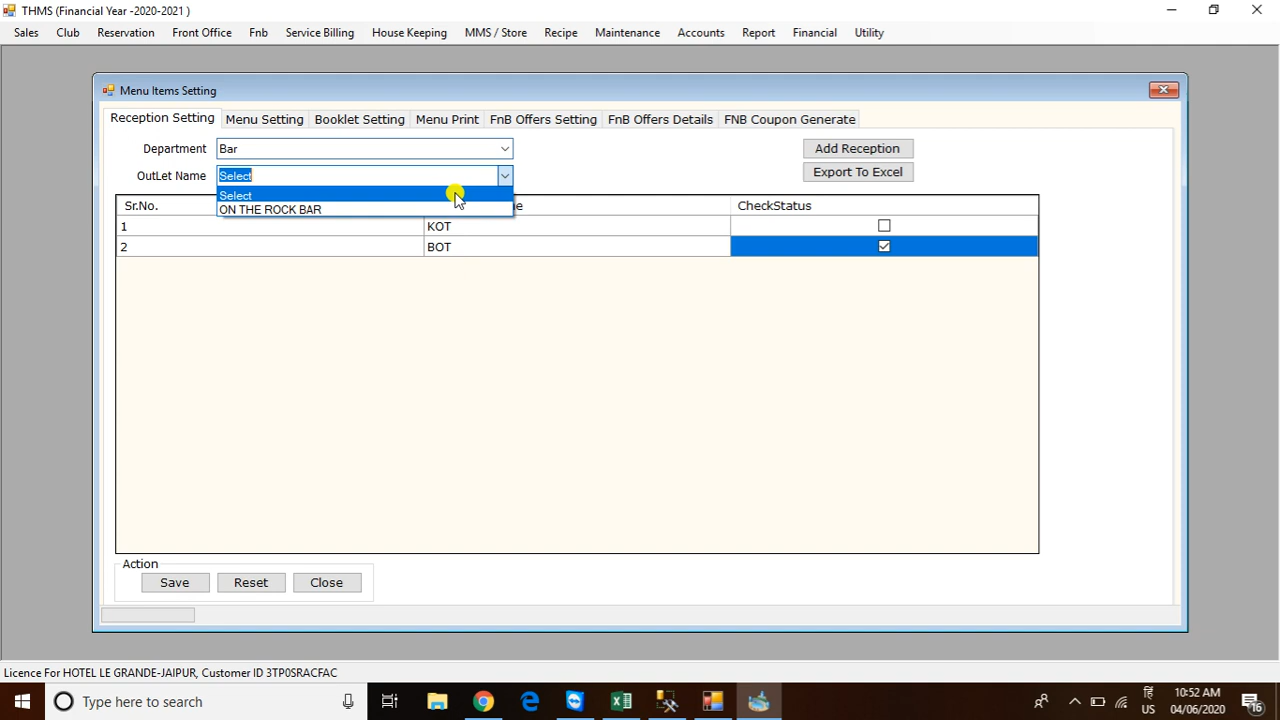 THMS (Financial Year -2020-2021 )
Sales Club Reservation Front Office Fnb Service Billing House Keeping MMS / Store Recipe Maintenance Accounts Report Financial Utility
Menu Items Setting
Reception Setting Menu Setting Booklet Setting Menu Print FnB Offers Setting FnB Offers Details FNB Coupon Generate
Department Bar Add Reception
OutLet Name Select Export To Excel
Select
Sr.No. CheckStatus
ON THE ROCK BAR
1 KOT
2 BOT
Action
Save Reset Close
Licence For HOTEL LE GRANDE-JAIPUR, Customer ID 3TP0SRACFAC
Type here to search
हि
US
10:52 AM
04/06/2020
16